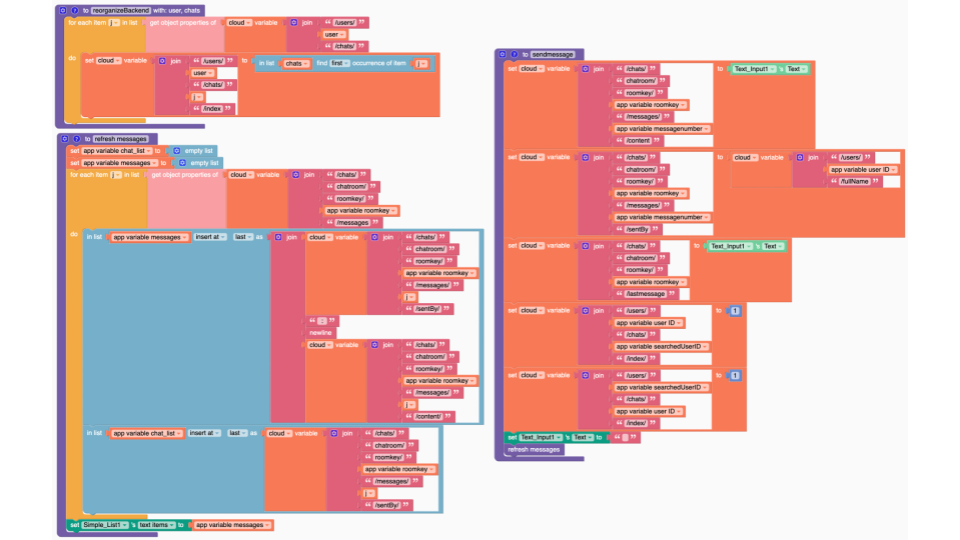 to reorganizeBackend with: user, chats
for each item j in list get object properties of cloud variable join “ /users/ ”
user
“ /chats/ ”
do set cloud variable join “ /users/ ” to in list chats find first occurrence of item j
user
“ /chats/ ”
j
“ /index ”
to refresh messages
set app variable chat_list to empty list
set app variable messages to empty list
for each item j in list get object properties of cloud variable join “ /chats/ ”
“ chatroom/ ”
“ roomkey/ ”
app variable roomkey
“ /messages ”
do in list app variable messages insert at last as join cloud variable join “ /chats/ ”
“ chatroom/ ”
“ roomkey/ ”
app variable roomkey
“ /messages/ ”
j
“ /sentBy/ ”
“ : ”
newline
cloud variable join “ /chats/ ”
“ chatroom/ ”
“ roomkey/ ”
app variable roomkey
“ /messages/ ”
j
“ /content/ ”
in list app variable chat_list insert at last as cloud variable join “ /chats/ ”
“ chatroom/ ”
“ roomkey/ ”
app variable roomkey
“ /messages/ ”
j
“ /sentBy/ ”
set Simple_List1 's text items to app variable messages
to sendmessage
set cloud variable join “ /chats/ ” to Text_Input1 's Text
“ chatroom/ ”
“ roomkey/ ”
app variable roomkey
“ /messages/ ”
app variable messagenumber
“ /content ”
set cloud variable join “ /chats/ ” to cloud variable join “ /users/ ”
“ chatroom/ ” app variable user ID
“ roomkey/ ” “ /fullName ”
app variable roomkey
“ /messages/ ”
app variable messagenumber
“ /sentBy ”
set cloud variable join “ /chats/ ” to Text_Input1 's Text
“ chatroom/ ”
“ roomkey/ ”
app variable roomkey
“ /lastmessage ”
set cloud variable join “ /users/ ” to 1
app variable user ID
“ /chats/ ”
app variable searchedUserID
“ /index/ ”
set cloud variable join “ /users/ ” to 1
app variable searchedUserID
“ /chats/ ”
app variable user ID
“ /index/ ”
set Text_Input1 's Text to “ ”
refresh messages